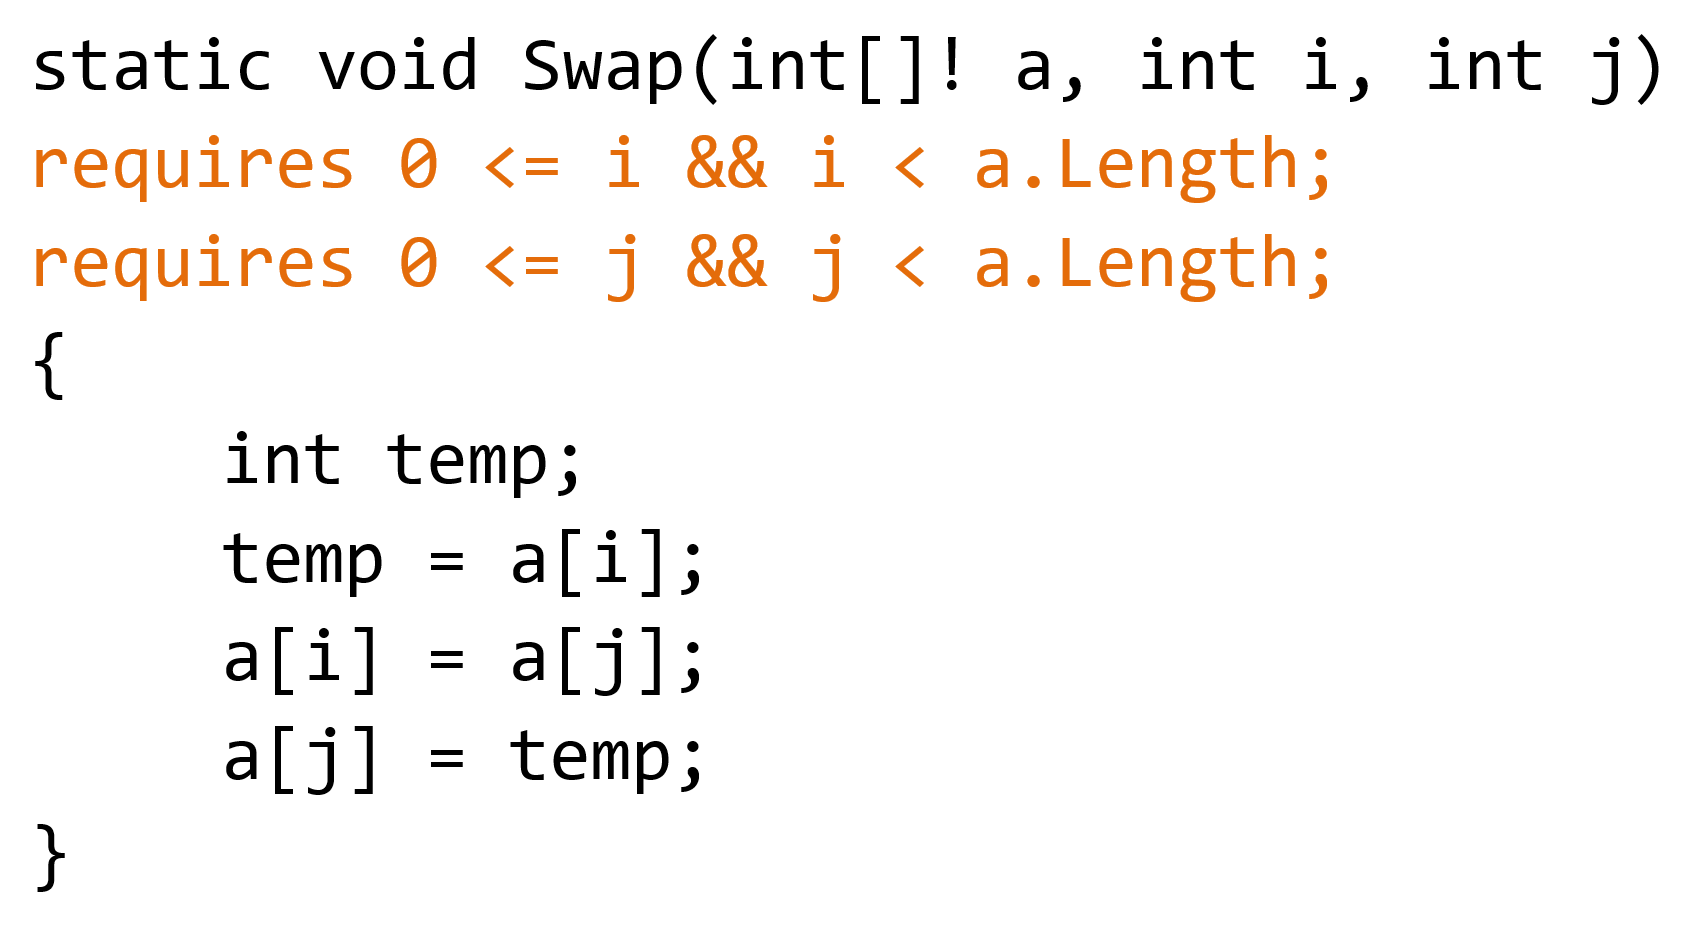 static void Swap(int[]! a, int i, int j)
requires 0 <= i && i < a.Length;
requires 0 <= j && j < a.Length;
{
int temp;
temp = a[i];
a[i] = a[j];
a[j] = temp;
}